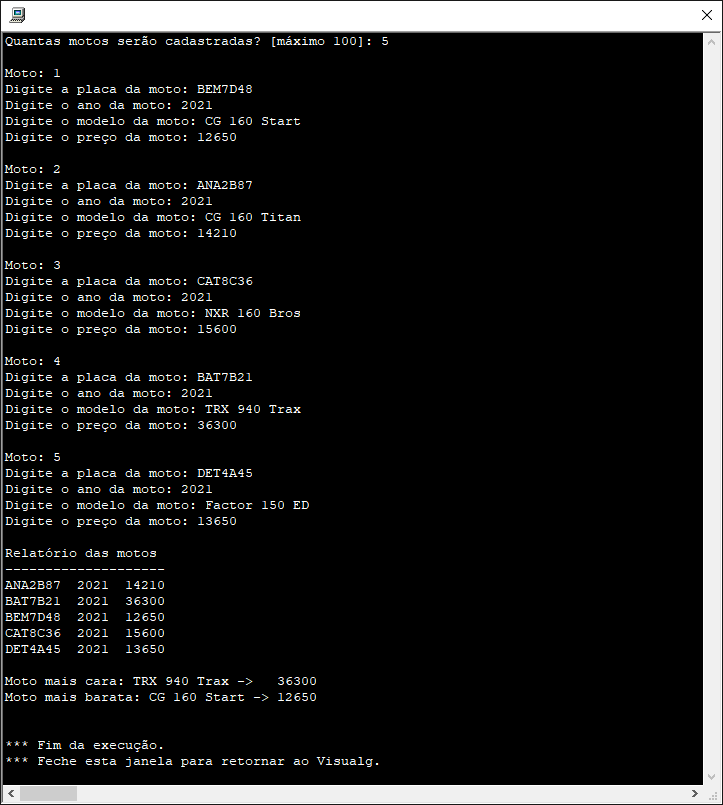 Quantas motos serão cadastradas? [máximo 100]: 5
Moto: 1
Digite a placa da moto: BEM7D48
Digite o ano da moto: 2021
Digite o modelo da moto: CG 160 Start
Digite o preço da moto: 12650
Moto: 2
Digite a placa da moto: ANA2B87
Digite o ano da moto: 2021
Digite o modelo da moto: CG 160 Titan
Digite o preço da moto: 14210
Moto: 3
Digite a placa da moto: CAT8C36
Digite o ano da moto: 2021
Digite o modelo da moto: NXR 160 Bros
Digite o preço da moto: 15600
Moto: 4
Digite a placa da moto: BAT7B21
Digite o ano da moto: 2021
Digite o modelo da moto: TRX 940 Trax
Digite o preço da moto: 36300
Moto: 5
Digite a placa da moto: DET4A45
Digite o ano da moto: 2021
Digite o modelo da moto: Factor 150 ED
Digite o preço da moto: 13650
Relatório das motos
--------------------
ANA2B87  2021  14210
BAT7B21  2021  36300
BEM7D48  2021  12650
CAT8C36  2021  15600
DET4A45  2021  13650
Moto mais cara: TRX 940 Trax ->   36300
Moto mais barata: CG 160 Start -> 12650
*** Fim da execução.
*** Feche esta janela para retornar ao Visualg.